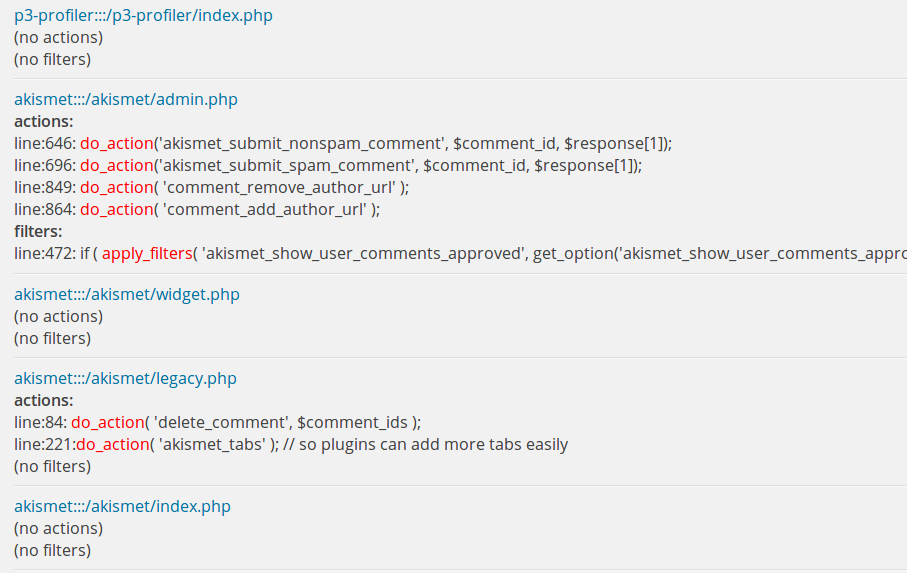 p3-profiler:::/p3-profiler/index.php
(no actions)
(no filters)
akismet:::/akismet/admin.php
actions:
line:646: do_action('akismet_submit_nonspam_comment', $comment_id, $response[1]);
line:696: do_action('akismet_submit_spam_comment', $comment_id, $response[1]);
line:849: do_action( 'comment_remove_author_url' );
line:864: do_action( 'comment_add_author_url' );
filters:
line:472: if ( apply_filters( 'akismet_show_user_comments_approved', get_option('akismet_show_user_comments_appro
akismet:::/akismet/widget.php
(no actions)
(no filters)
akismet:::/akismet/legacy.php
actions:
line:84: do_action( 'delete_comment', $comment_ids );
line:221:do_action( 'akismet_tabs' ); // so plugins can add more tabs easily
(no filters)
akismet:::/akismet/index.php
(no actions)
(no filters)